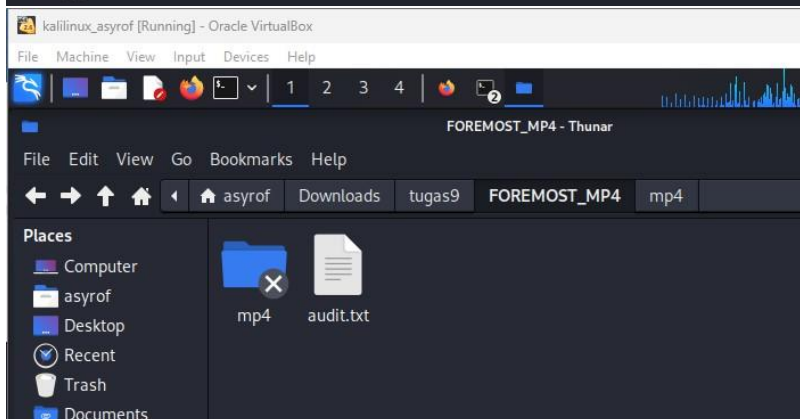 kalilinux_asyrof [Running] - Oracle VirtualBox
File Machine View Input Devices Help
1 2 3 4 2
FOREMOST_MP4 - Thunar
File Edit View Go Bookmarks Help
asyrof Downloads tugas9 FOREMOST_MP4 mp4
Places
Computer
asyrof
Desktop
Recent
Trash
Documents
mp4 audit.txt